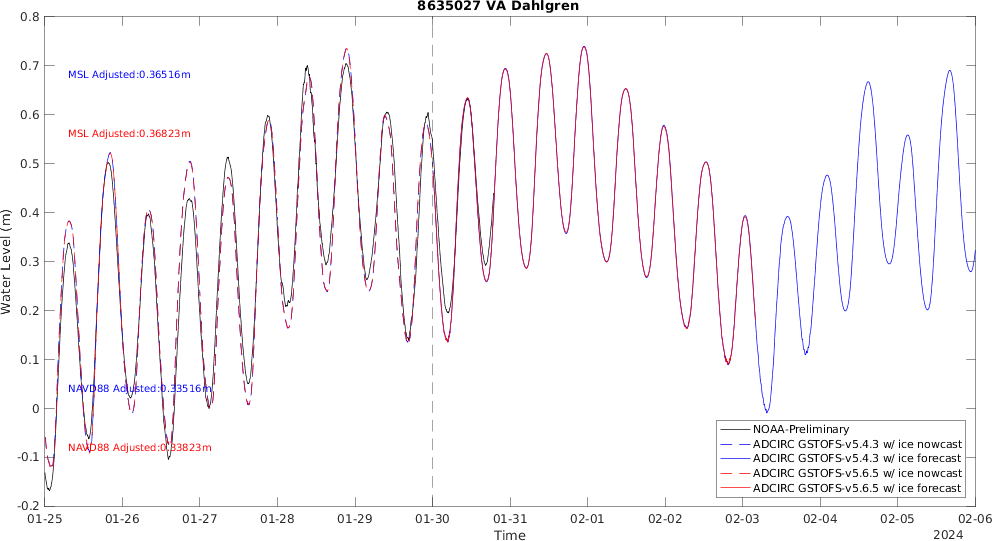 8635027 VA Dahlgren
0.8
0.7
0.6
0.5
0.4
0.3
0.2
0.1
0
-0.1
-0.2
Water Level (m)
MSL Adjusted:0.36516m
MSL Adjusted:0.36823m
NAVD88 Adjusted:0.33516m
NAVD88 Adjusted:0.33823m
NOAA-Preliminary
ADCIRC GSTOFS-v5.4.3 w/ ice nowcast
ADCIRC GSTOFS-v5.4.3 w/ ice forecast
ADCIRC GSTOFS-v5.6.5 w/ ice nowcast
ADCIRC GSTOFS-v5.6.5 w/ ice forecast
01-25 01-26 01-27 01-28 01-29 01-30 01-31 02-01 02-02 02-03 02-04 02-05 02-06
Time
2024